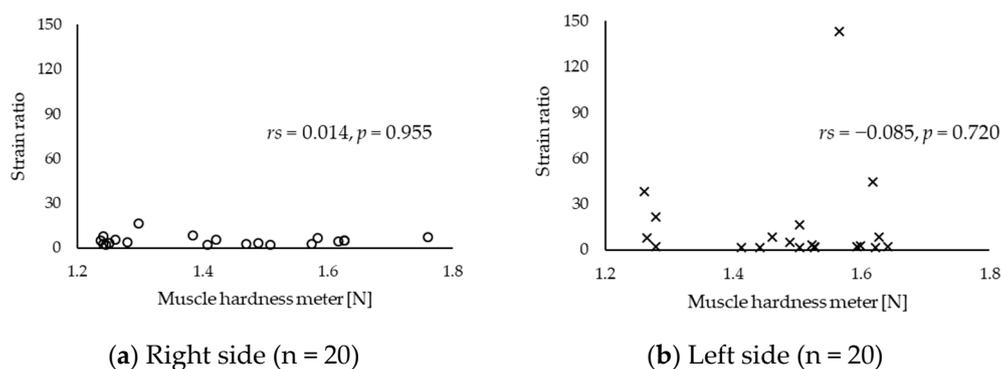 150
120
90
60
30
0
Strain ratio
rs = 0.014, p = 0.955
1.2 1.4 1.6 1.8
Muscle hardness meter [N]
(a) Right side (n = 20)
150
120
90
60
30
0
Strain ratio
rs = −0.085, p = 0.720
1.2 1.4 1.6 1.8
Muscle hardness meter [N]
(b) Left side (n = 20)